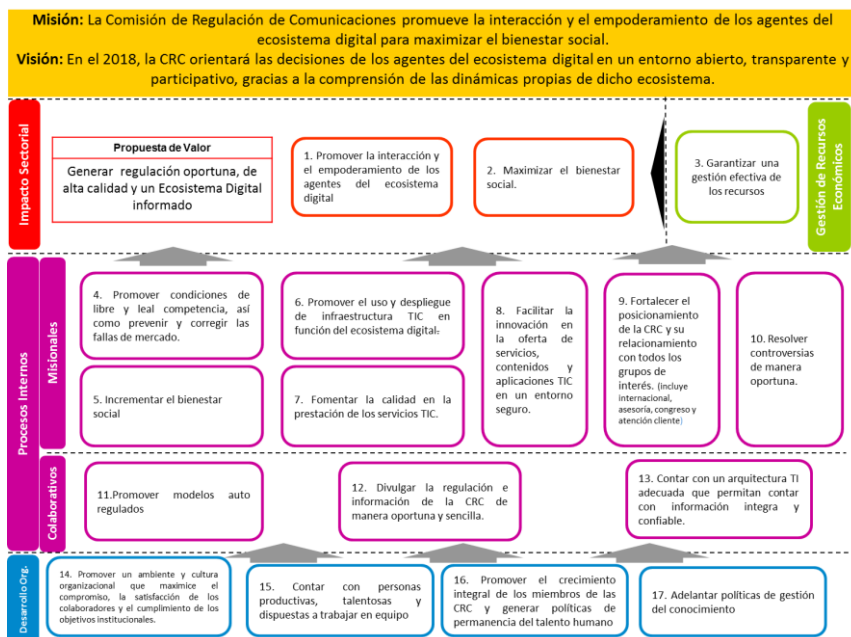 Misión: La Comisión de Regulación de Comunicaciones promueve la interacción y el empoderamiento de los agentes del
ecosistema digital para maximizar el bienestar social.
Visión: En el 2018, la CRC orientará las decisiones de los agentes del ecosistema digital en un entorno abierto, transparente y
participativo, gracias a la comprensión de las dinámicas propias de dicho ecosistema.
Impacto Sectorial
Propuesta de Valor
Generar regulación oportuna, de
alta calidad y un Ecosistema Digital
informado
1. Promover la interacción y
el empoderamiento de los
agentes del ecosistema
digital
2. Maximizar el bienestar
social.
3. Garantizar una
gestión efectiva de
los recursos
Gestión de Recursos
Económicos
Procesos Internos
Misionales
4. Promover condiciones de
libre y leal competencia, así
como prevenir y corregir las
fallas de mercado.
5. Incrementar el bienestar
social
6. Promover el uso y despliegue
de infraestructura TIC en
función del ecosistema digital.
7. Fomentar la calidad en la
prestación de los servicios TIC.
8. Facilitar la
innovación en
la oferta de
servicios,
contenidos y
aplicaciones TIC
en un entorno
seguro.
9. Fortalecer el
posicionamiento
de la CRC y su
relacionamiento
con todos los
grupos de
interés. (incluye
internacional,
asesoría, congreso y
atención cliente)
10. Resolver
controversias
de manera
oportuna.
Colaborativos
11.Promover modelos auto
regulados
12. Divulgar la regulación e
información de la CRC de
manera oportuna y sencilla.
13. Contar con un arquitectura TI
adecuada que permitan contar
con información integra y
confiable.
Desarrollo Org.
14. Promover un ambiente y cultura
organizacional que maximice el
compromiso, la satisfacción de los
colaboradores y el cumplimiento de los
objetivos institucionales.
15. Contar con personas
productivas, talentosas y
dispuestas a trabajar en equipo
16. Promover el crecimiento
integral de los miembros de las
CRC y generar políticas de
permanencia del talento humano
17. Adelantar políticas de gestión
del conocimiento